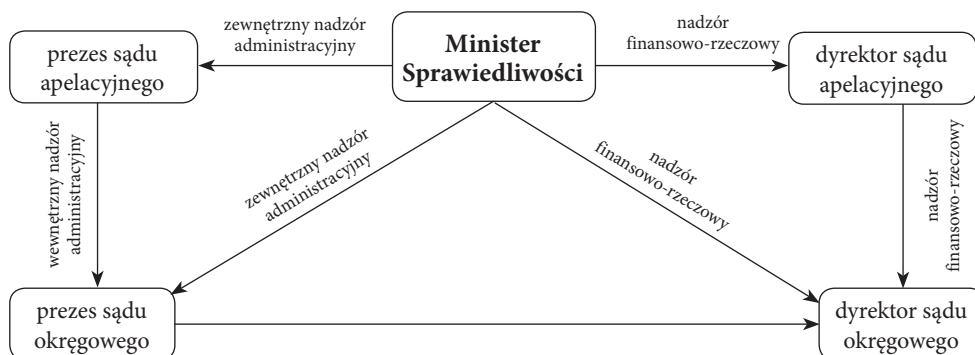 zewnętrzny nadzór
administracyjny
nadzór
finansowo-rzeczowy
prezes sądu
apelacyjnego
Minister
Sprawiedliwości
dyrektor sądu
apelacyjnego
wewnętrzny nadzór
administracyjny
zewnętrzny nadzór
administracyjny
nadzór
finansowo-rzeczowy
nadzór
finansowo-rzeczowy
prezes sądu
okręgowego
dyrektor sądu
okręgowego